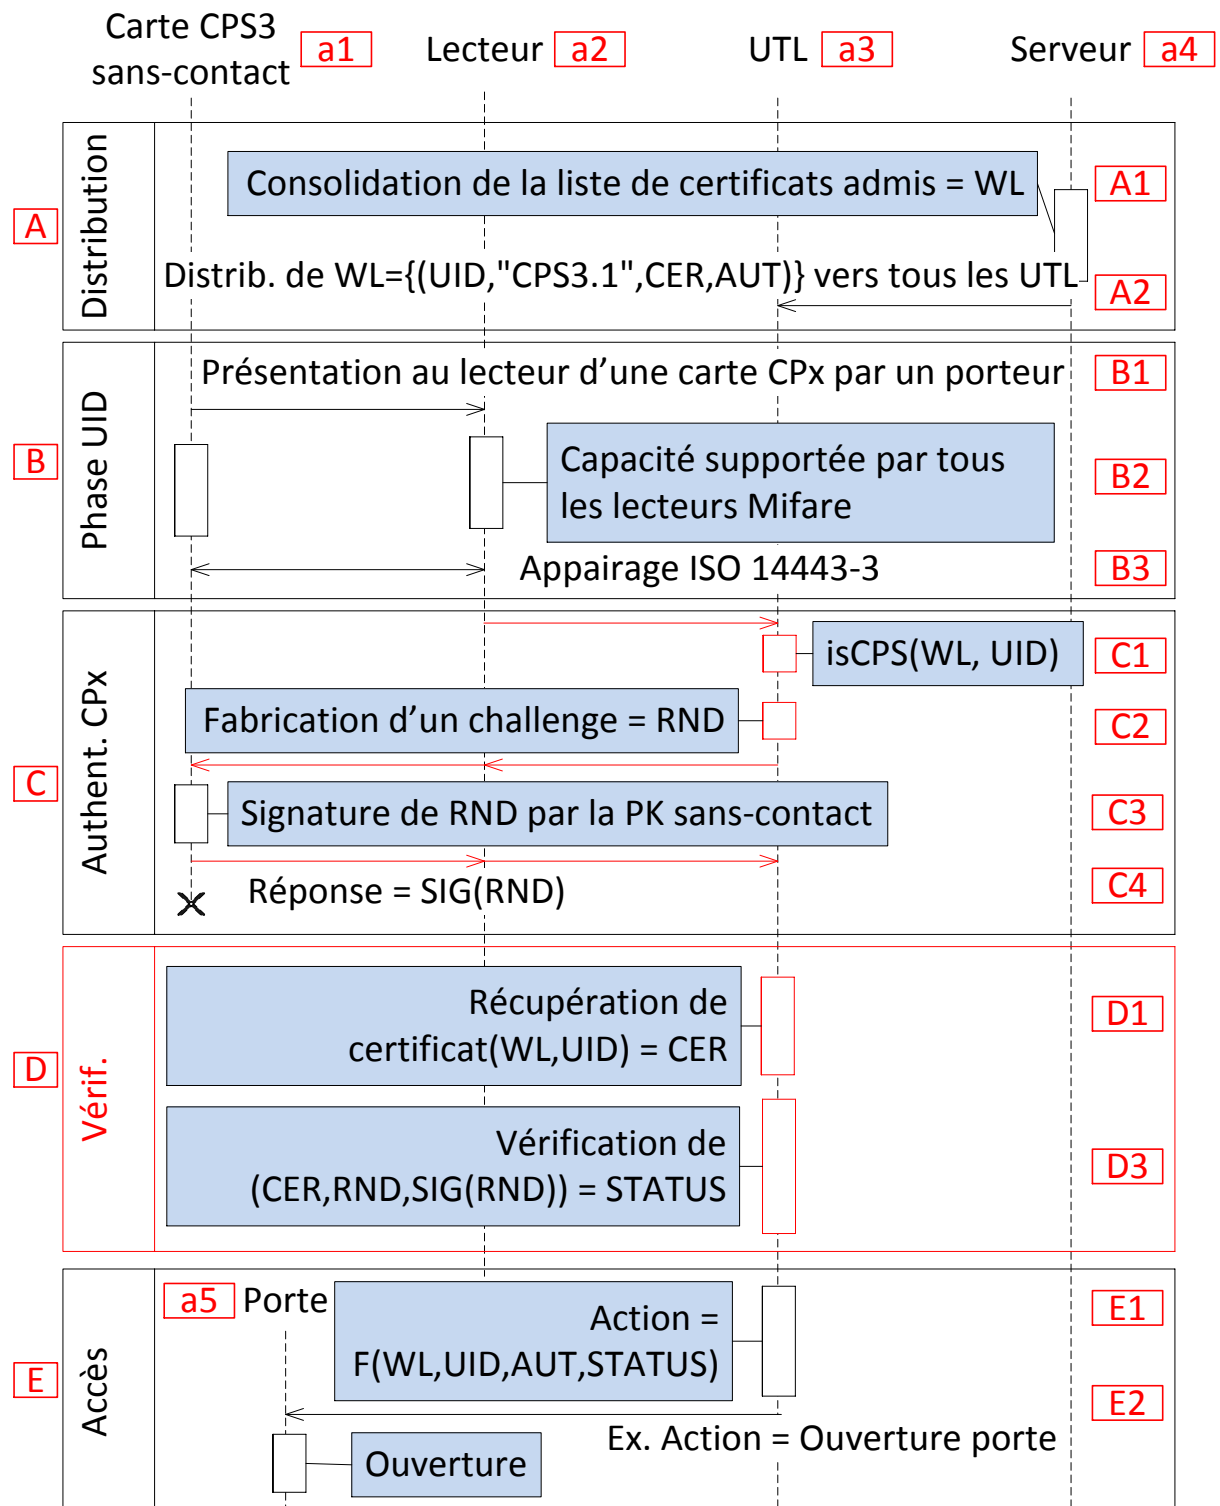 Carte CPS3
sans-contact a1
Lecteur a2
UTL a3
Serveur a4
A
Distribution
Consolidation de la liste de certificats admis = WL
A1
Distrib. de WL={(UID,"CPS3.1",CER,AUT)} vers tous les UTL
A2
B
Phase UID
Présentation au lecteur d’une carte CPx par un porteur
B1
Capacité supportée par tous
les lecteurs Mifare
B2
Appairage ISO 14443-3
B3
C
Authent. CPx
isCPS(WL, UID)
C1
Fabrication d’un challenge = RND
C2
Signature de RND par la PK sans-contact
C3
Réponse = SIG(RND)
C4
D
Vérif.
Récupération de
certificat(WL,UID) = CER
D1
Vérification de
(CER,RND,SIG(RND)) = STATUS
D3
E
Accès
a5 Porte
Action =
F(WL,UID,AUT,STATUS)
E1
E2
Ex. Action = Ouverture porte
Ouverture